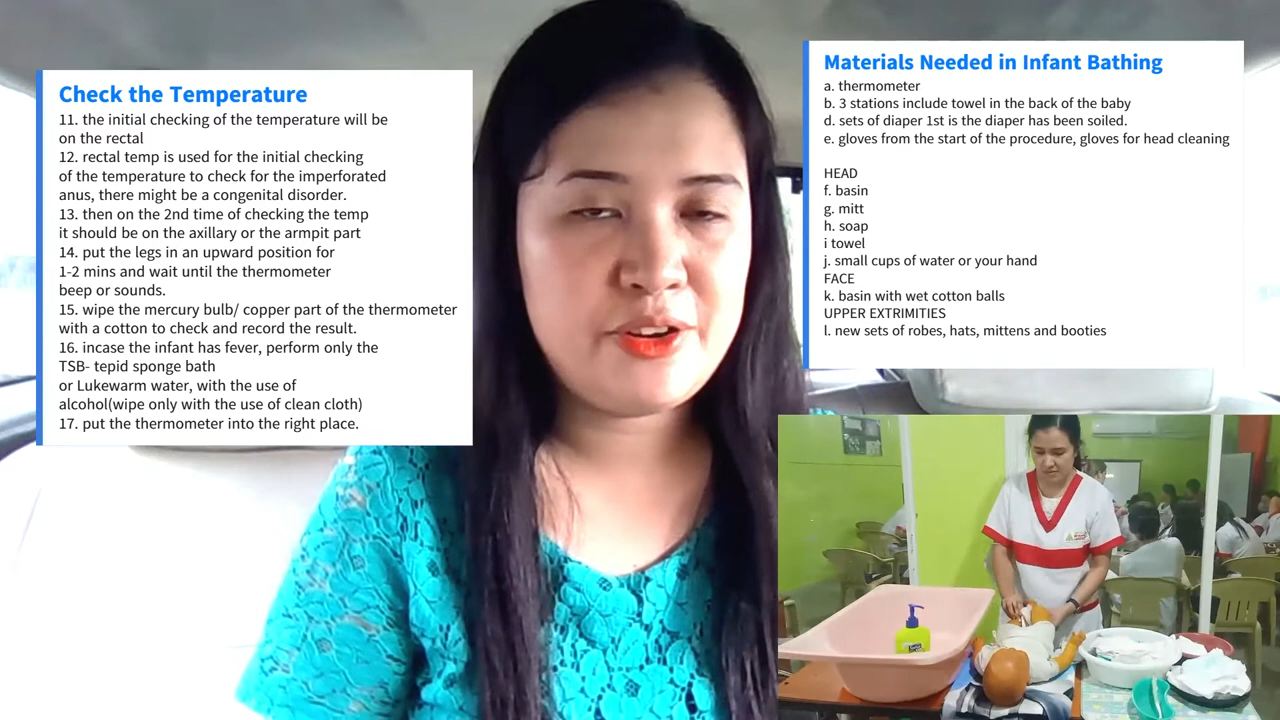 Check the Temperature
11. the initial checking of the temperature will be
on the rectal
12. rectal temp is used for the initial checking
of the temperature to check for the imperforated
anus, there might be a congenital disorder.
13. then on the 2nd time of checking the temp
it should be on the axillary or the armpit part
14. put the legs in an upward position for
1-2 mins and wait until the thermometer
beep or sounds.
15. wipe the mercury bulb/ copper part of the thermometer
with a cotton to check and record the result.
16. incase the infant has fever, perform only the
TSB- tepid sponge bath
or Lukewarm water, with the use of
alcohol(wipe only with the use of clean cloth)
17. put the thermometer into the right place.
Materials Needed in Infant Bathing
a. thermometer
b. 3 stations include towel in the back of the baby
d. sets of diaper 1st is the diaper has been soiled.
e. gloves from the start of the procedure, gloves for head cleaning
HEAD
f. basin
g. mitt
h. soap
i towel
j. small cups of water or your hand
FACE
k. basin with wet cotton balls
UPPER EXTRIMITIES
l. new sets of robes, hats, mittens and booties